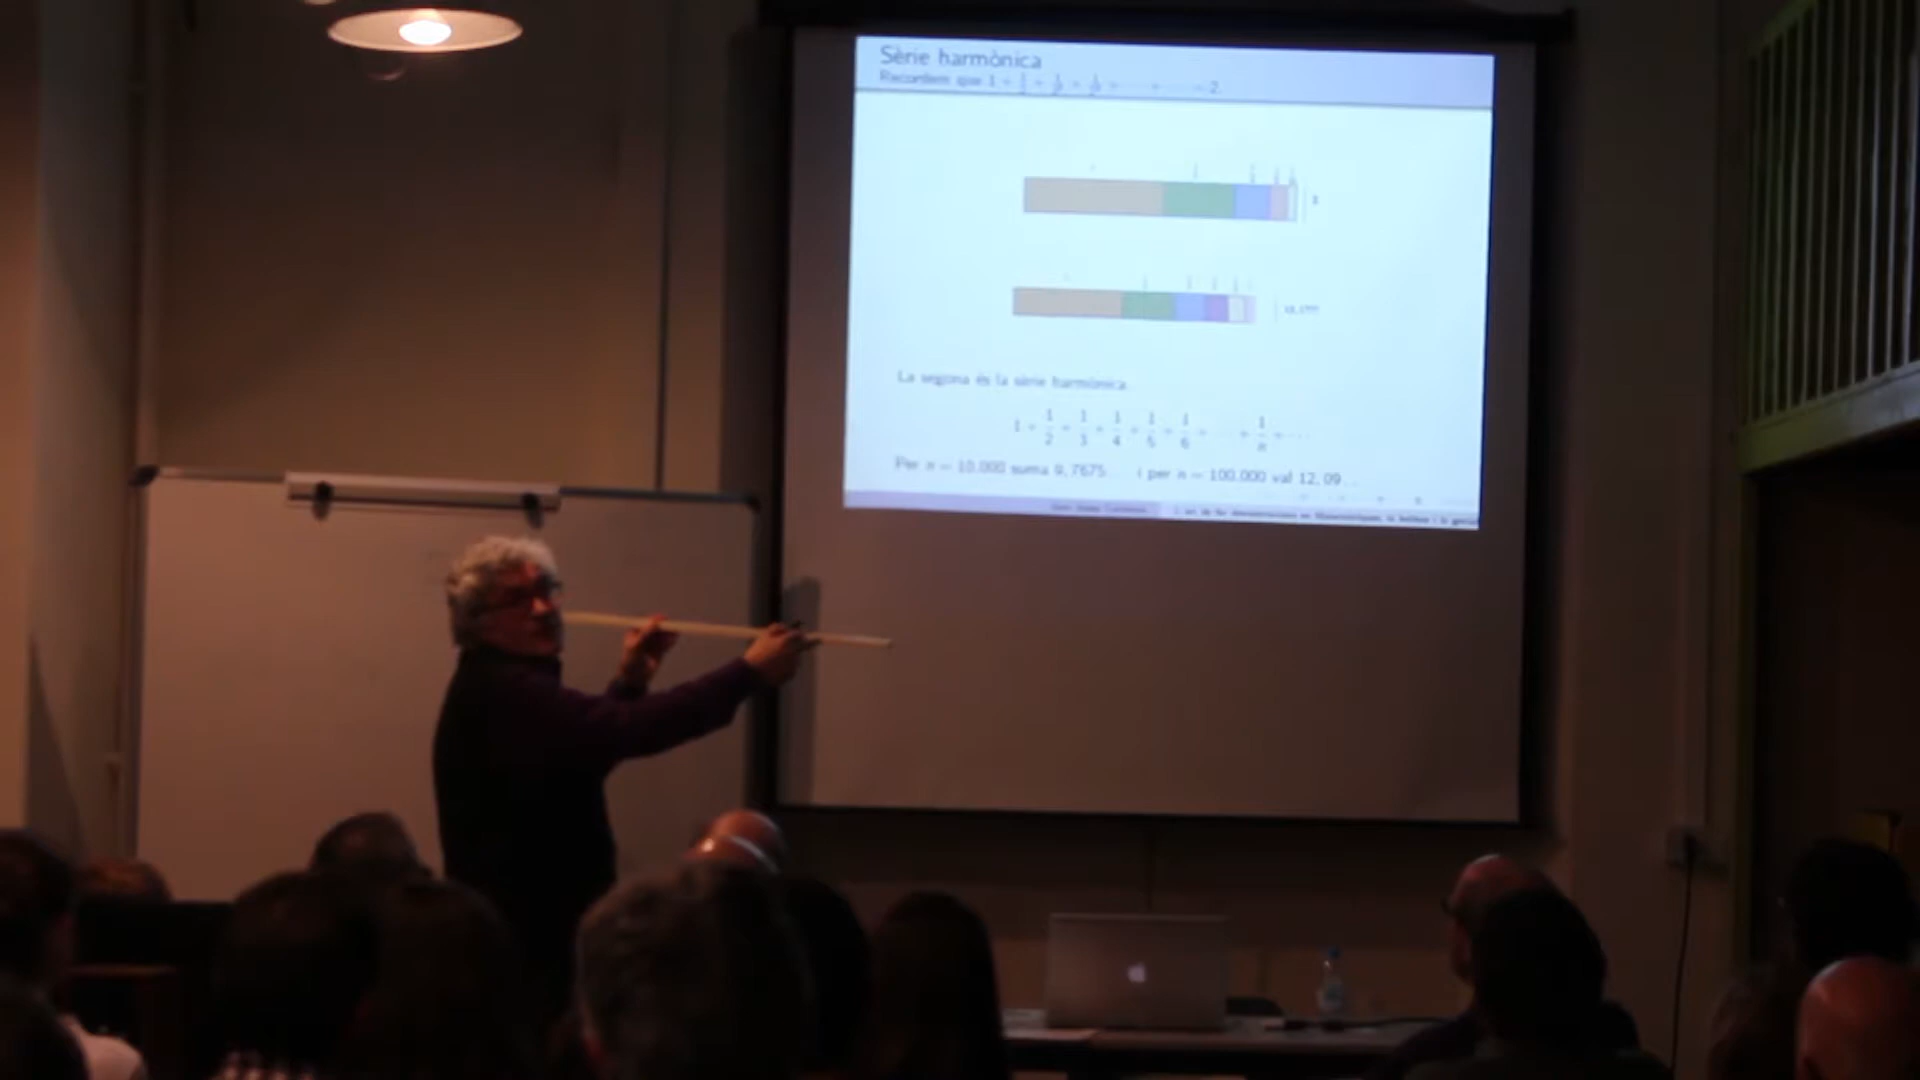 Sèrie harmònica
Recordem que 1 + 1/2 + 1/4 + 1/8 + ··· + ··· = 2.
2
La segona és la sèrie harmònica
1 + 1/2 + 1/3 + 1/4 + 1/5 + 1/6 + ··· + 1/n + ···
Per n = 10.000 suma 9,7875... i per n = 100.000 val 12,09...